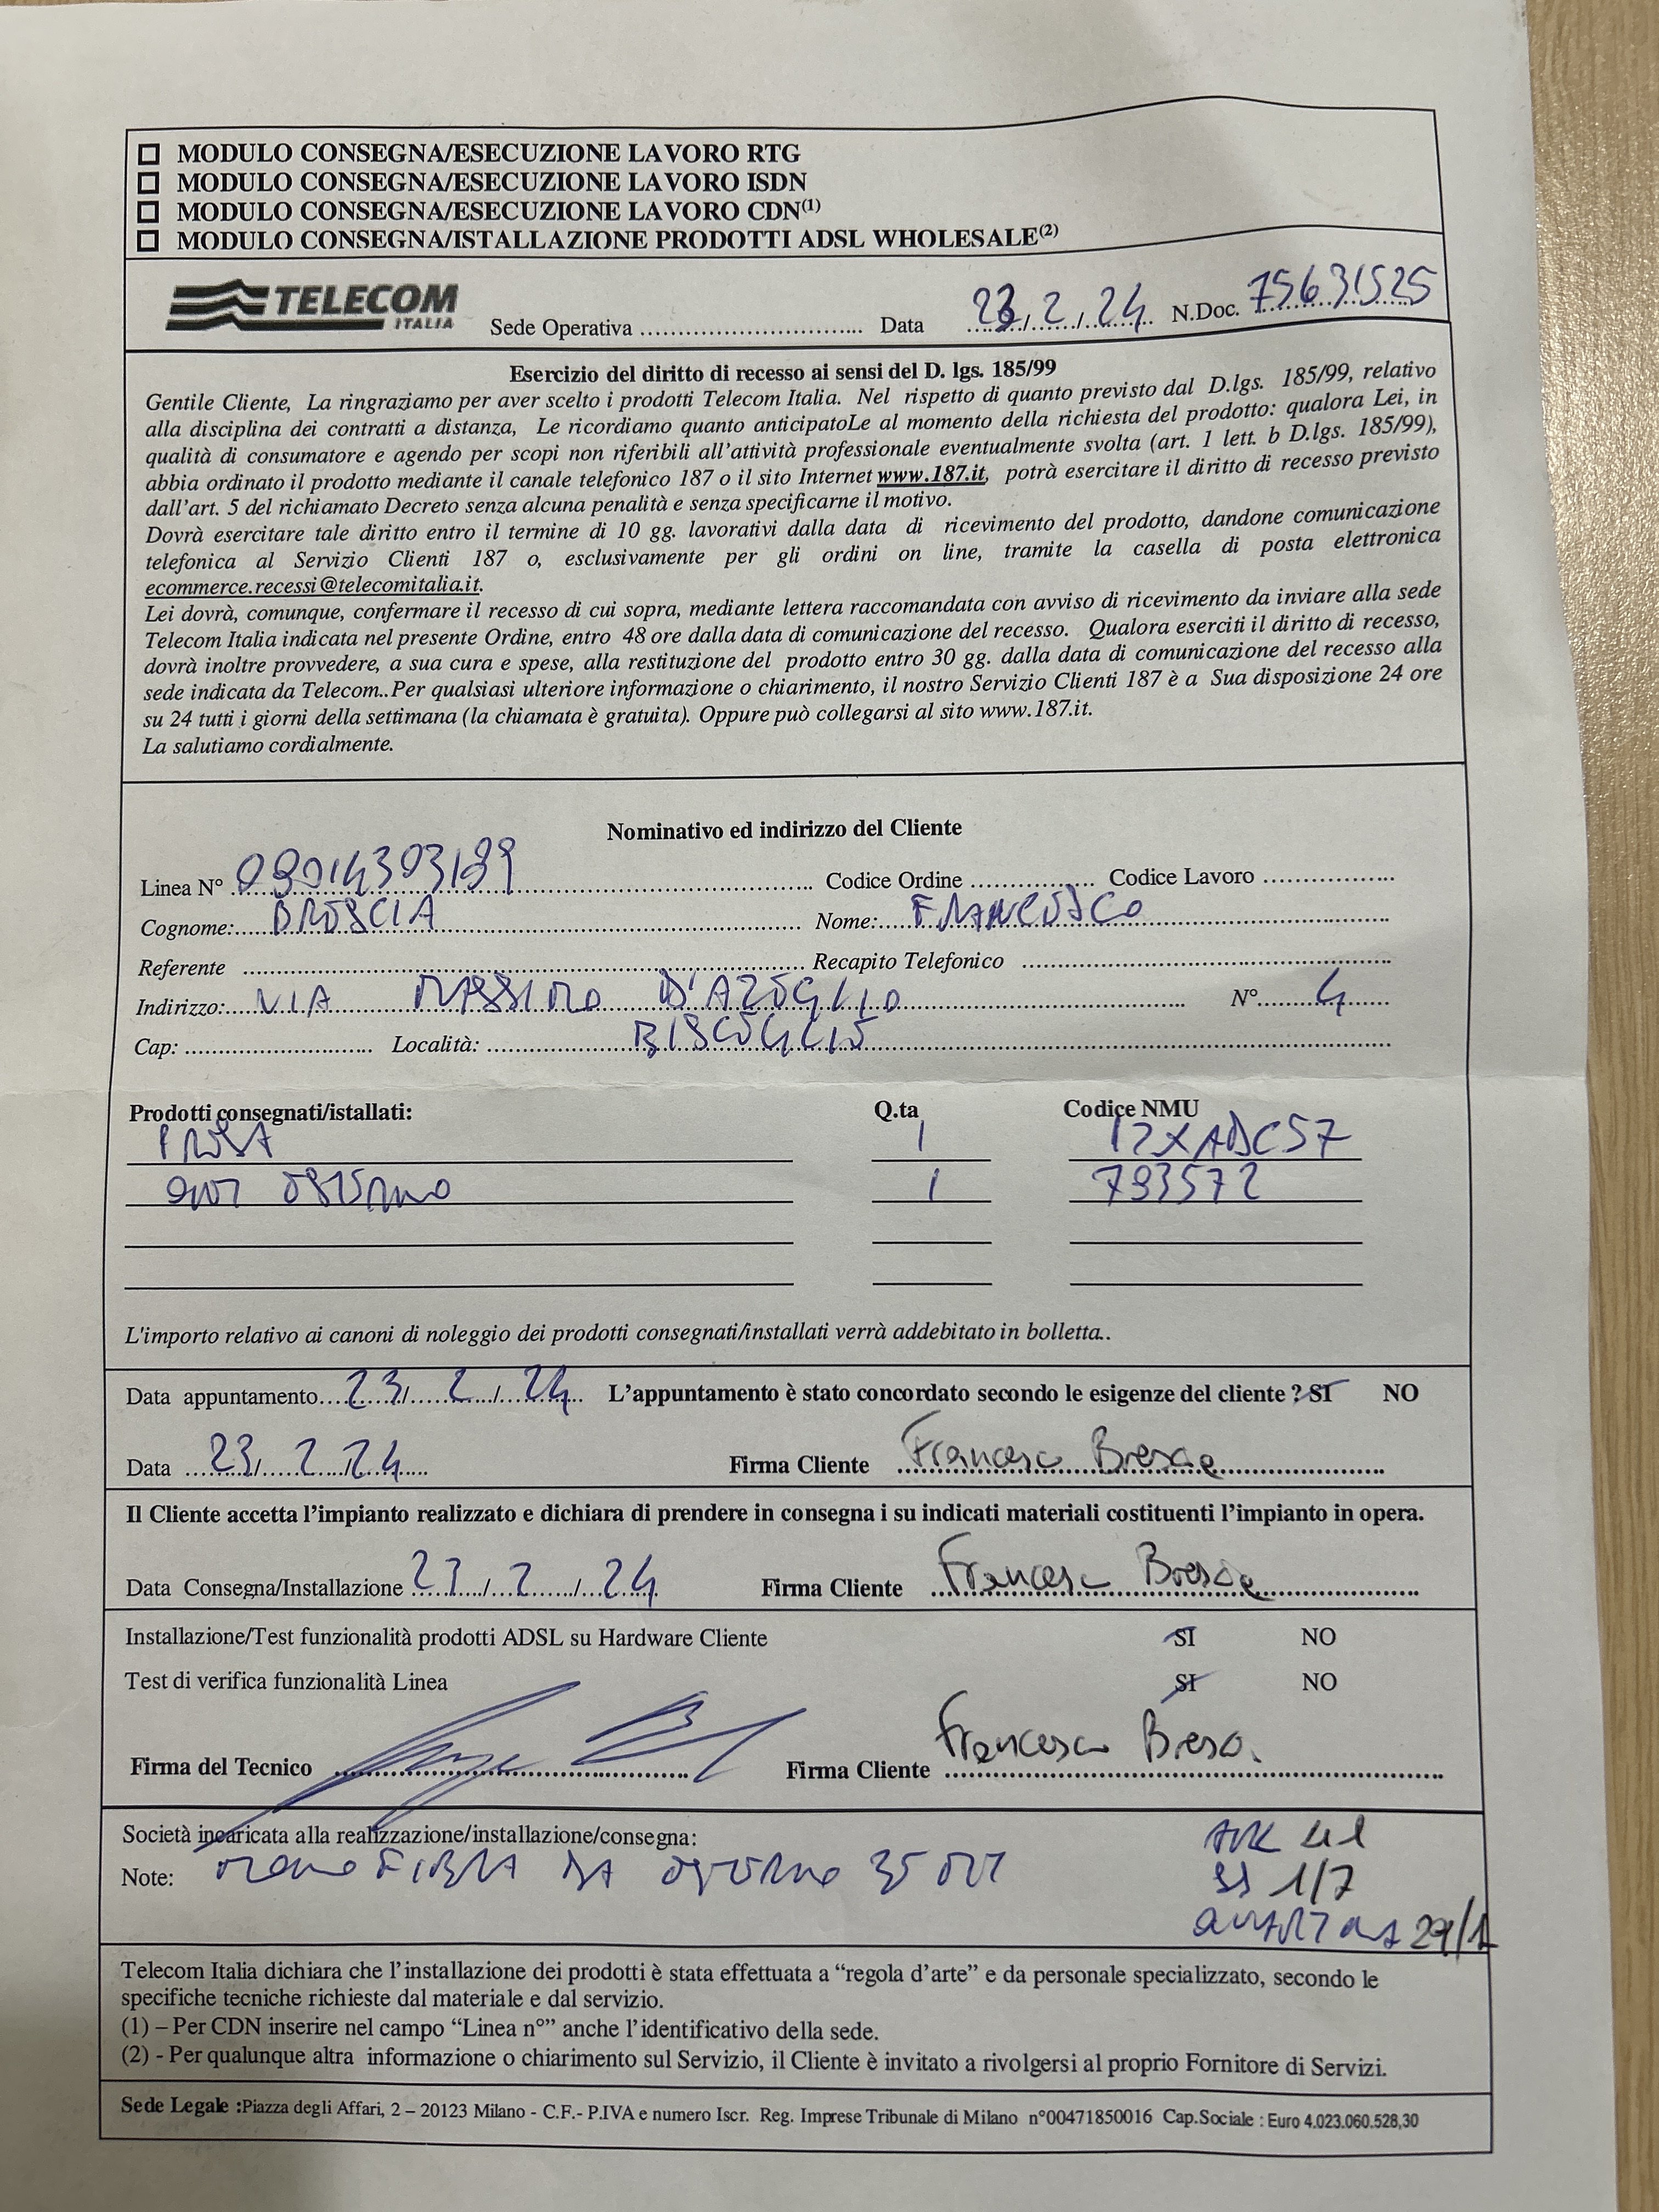 ☐ MODULO CONSEGNA/ESECUZIONE LAVORO RTG
☐ MODULO CONSEGNA/ESECUZIONE LAVORO ISDN
☐ MODULO CONSEGNA/ESECUZIONE LAVORO CDN(1)
☐ MODULO CONSEGNA/ISTALLAZIONE PRODOTTI ADSL WHOLESALE(2)
TELECOM ITALIA Sede Operativa .......... Data 23/2/24 N.Doc. 75631525
Esercizio del diritto di recesso ai sensi del D. lgs. 185/99
Gentile Cliente, La ringraziamo per aver scelto i prodotti Telecom Italia. Nel rispetto di quanto previsto dal D.lgs. 185/99, relativo
alla disciplina dei contratti a distanza, Le ricordiamo quanto anticipatoLe al momento della richiesta del prodotto: qualora Lei, in
qualità di consumatore e agendo per scopi non riferibili all'attività professionale eventualmente svolta (art. 1 lett. b D.lgs. 185/99),
abbia ordinato il prodotto mediante il canale telefonico 187 o il sito Internet www.187.it, potrà esercitare il diritto di recesso previsto
dall'art. 5 del richiamato Decreto senza alcuna penalità e senza specificarne il motivo.
Dovrà esercitare tale diritto entro il termine di 10 gg. lavorativi dalla data di ricevimento del prodotto, dandone comunicazione
telefonica al Servizio Clienti 187 o, esclusivamente per gli ordini on line, tramite la casella di posta elettronica
ecommerce.recessi@telecomitalia.it.
Lei dovrà, comunque, confermare il recesso di cui sopra, mediante lettera raccomandata con avviso di ricevimento da inviare alla sede
Telecom Italia indicata nel presente Ordine, entro 48 ore dalla data di comunicazione del recesso. Qualora eserciti il diritto di recesso,
dovrà inoltre provvedere, a sua cura e spese, alla restituzione del prodotto entro 30 gg. dalla data di comunicazione del recesso alla
sede indicata da Telecom..Per qualsiasi ulteriore informazione o chiarimento, il nostro Servizio Clienti 187 è a Sua disposizione 24 ore
su 24 tutti i giorni della settimana (la chiamata è gratuita). Oppure può collegarsi al sito www.187.it.
La salutiamo cordialmente.
Nominativo ed indirizzo del Cliente
Linea N° 09014303189 Codice Ordine .......... Codice Lavoro ..........
Cognome: BRESCIA Nome: FRANCESCO
Referente .......... Recapito Telefonico ..........
Indirizzo: VIA MASSIMO D'AZEGLIO N° 4
Cap: .......... Località: BISCEGLIE
Prodotti consegnati/istallati: Q.ta Codice NMU
PRESA 1 12XABC57
ONT ESTERNO 1 793572
L'importo relativo ai canoni di noleggio dei prodotti consegnati/installati verrà addebitato in bolletta..
Data appuntamento 23/2/24 L'appuntamento è stato concordato secondo le esigenze del cliente ? SI NO
Data 23/2/24 Firma Cliente Francesco Brescia
Il Cliente accetta l'impianto realizzato e dichiara di prendere in consegna i su indicati materiali costituenti l'impianto in opera.
Data Consegna/Installazione 23/2/24 Firma Cliente Francesco Brescia
Installazione/Test funzionalità prodotti ADSL su Hardware Cliente SI NO
Test di verifica funzionalità Linea SI NO
Firma del Tecnico Firma Cliente Francesco Bresc.
Società incaricata alla realizzazione/installazione/consegna:
Note: FIBRA DA ESTERNO 35 MT
1/7
Telecom Italia dichiara che l'installazione dei prodotti è stata effettuata a “regola d'arte” e da personale specializzato, secondo le
specifiche tecniche richieste dal materiale e dal servizio.
(1) – Per CDN inserire nel campo “Linea n°” anche l'identificativo della sede.
(2) - Per qualunque altra informazione o chiarimento sul Servizio, il Cliente è invitato a rivolgersi al proprio Fornitore di Servizi.
Sede Legale :Piazza degli Affari, 2 – 20123 Milano - C.F.- P.IVA e numero Iscr. Reg. Imprese Tribunale di Milano n°00471850016 Cap.Sociale : Euro 4.023.060.528,30